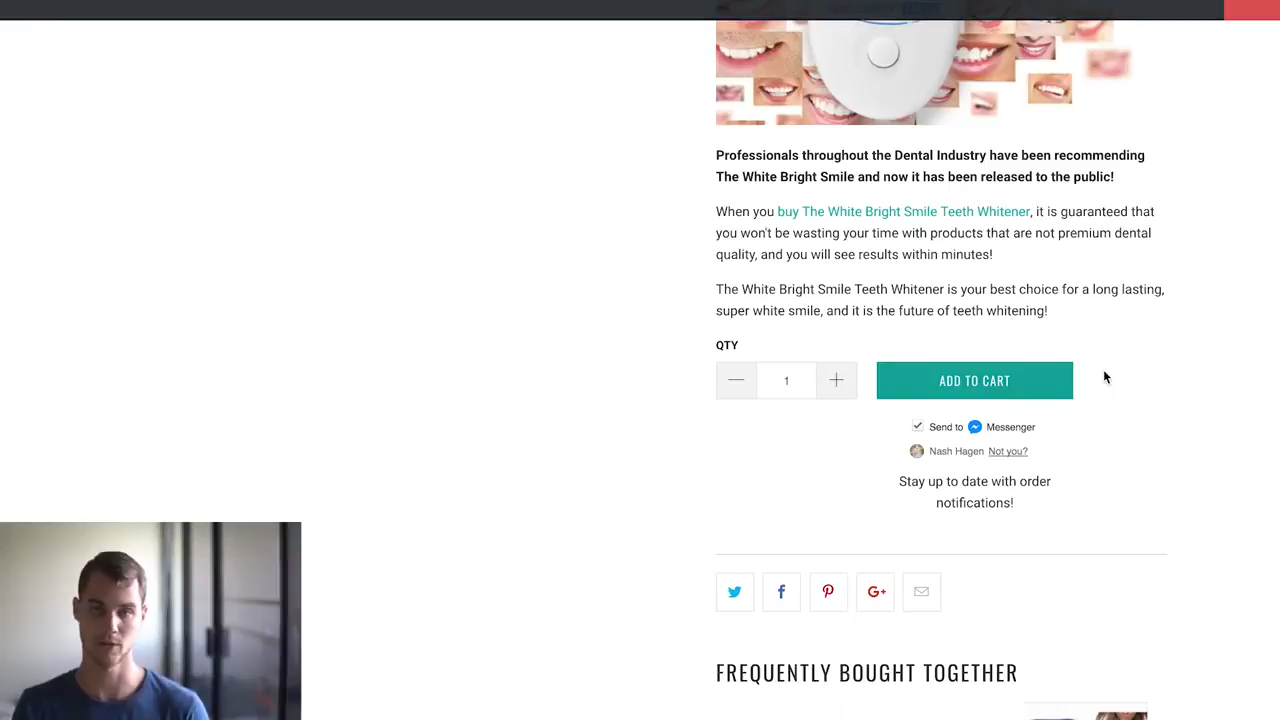 Professionals throughout the Dental Industry have been recommending
The White Bright Smile and now it has been released to the public!
When you buy The White Bright Smile Teeth Whitener, it is guaranteed that
you won't be wasting your time with products that are not premium dental
quality, and you will see results within minutes!
The White Bright Smile Teeth Whitener is your best choice for a long lasting,
super white smile, and it is the future of teeth whitening!
QTY
1
ADD TO CART
Send to Messenger
Nash Hagen Not you?
Stay up to date with order
notifications!
G+
FREQUENTLY BOUGHT TOGETHER